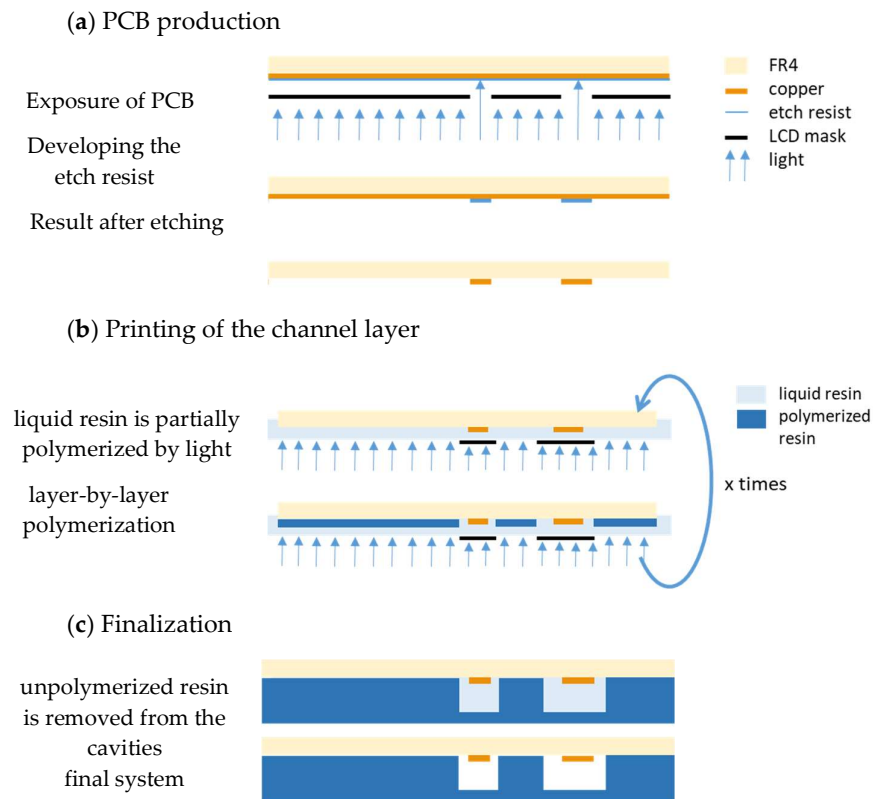 (a) PCB production
FR4
copper
etch resist
LCD mask
light
Exposure of PCB
Developing the
etch resist
Result after etching
(b) Printing of the channel layer
liquid resin
polymerized
resin
liquid resin is partially
polymerized by light
layer-by-layer
polymerization
x times
(c) Finalization
unpolymerized resin
is removed from the
cavities
final system